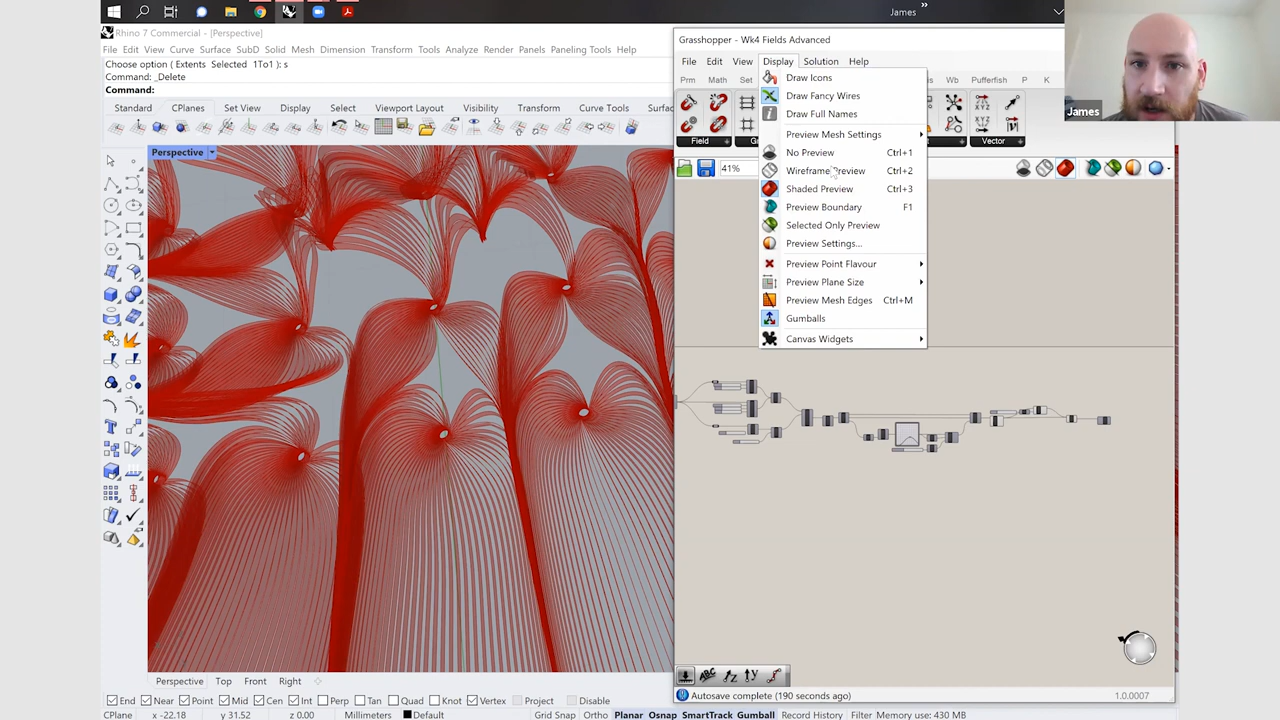 James
Rhino 7 Commercial - [Perspective]
File Edit View Curve Surface SubD Solid Mesh Dimension Transform Tools Analyze Render Panels Paneling Tools Help
Choose option ( Extents Selected 1To1 ): s
Command: _Delete
Command:
Standard CPlanes Set View Display Select Viewport Layout Visibility Transform Curve Tools
Perspective
Grasshopper - Wk4 Fields Advanced
File Edit View Display Solution Help
Prm Math Set Wb Pufferfish P K
Field Vector
41%
Draw Icons
Draw Fancy Wires
Draw Full Names
Preview Mesh Settings
No Preview Ctrl+1
Wireframe Preview Ctrl+2
Shaded Preview Ctrl+3
Preview Boundary F1
Selected Only Preview
Preview Settings...
Preview Point Flavour
Preview Plane Size
Preview Mesh Edges Ctrl+M
Gumballs
Canvas Widgets
James
Autosave complete (190 seconds ago) 1.0.0007
Perspective Top Front Right
End Near Point Mid Cen Int Perp Tan Quad Knot Vertex Project Disable
CPlane x -22.18 y 31.52 z 0.00 Millimeters Default Grid Snap Ortho Planar Osnap SmartTrack Gumball Record History Filter Memory use: 430 MB